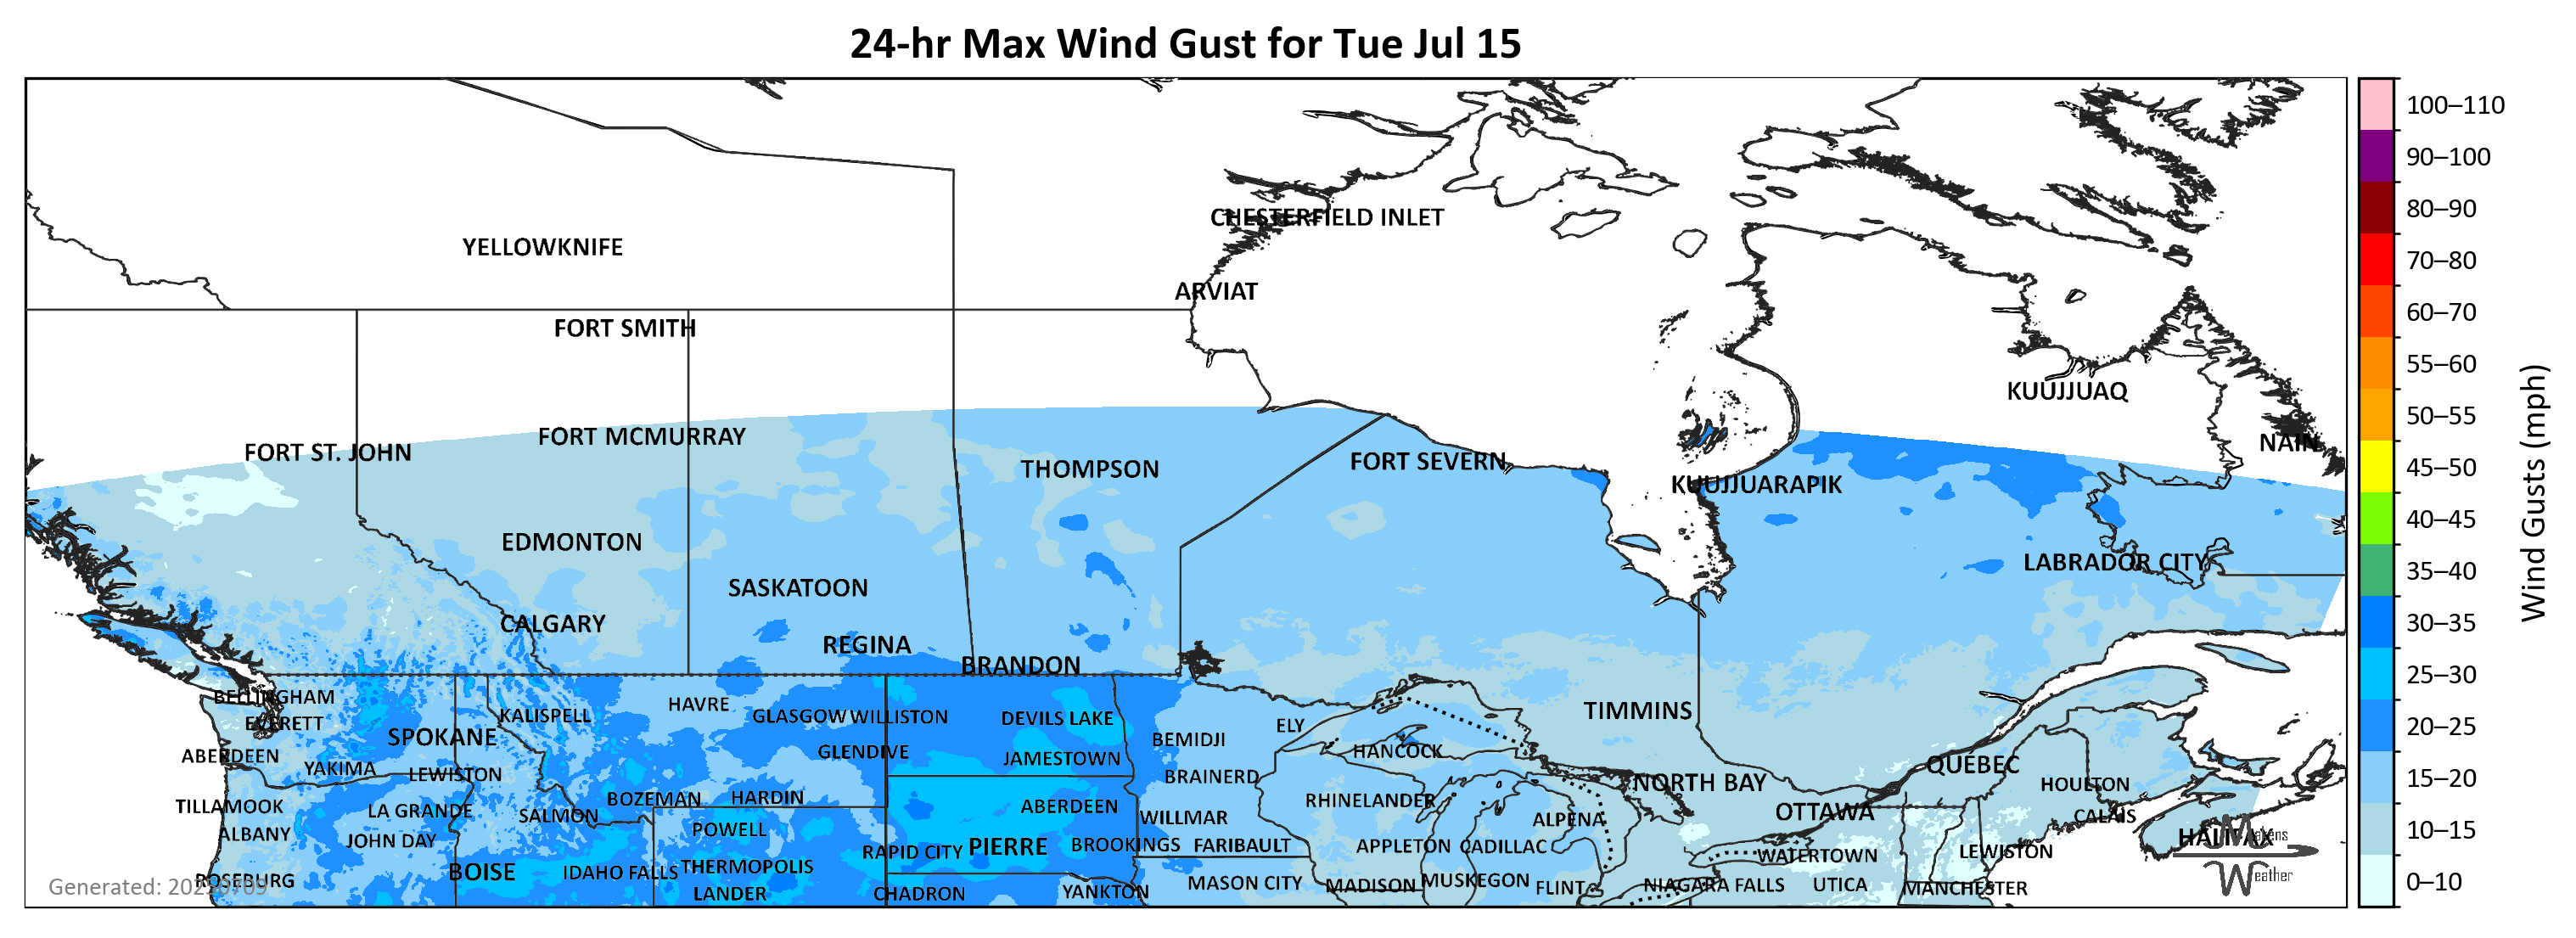 24-hr Max Wind Gust for Tue Jul 15
100–110
90–100
80–90
70–80
60–70
55–60
50–55
45–50
40–45
35–40
30–35
25–30
20–25
15–20
10–15
0–10
Wind Gusts (mph)
CHESTERFIELD INLET
YELLOWKNIFE
ARVIAT
FORT SMITH
KUUJJUAQ
FORT MCMURRAY
NAIN
FORT ST. JOHN
FORT SEVERN
THOMPSON
KUUJJUARAPIK
EDMONTON
LABRADOR CITY
SASKATOON
CALGARY
REGINA
BRANDON
BELLINGHAM
HAVRE
TIMMINS
KALISPELL
GLASGOW
WILLISTON
DEVILS LAKE
EVERETT
ELY
SPOKANE
BEMIDJI
GLENDIVE
HANCOCK
ABERDEEN
JAMESTOWN
QUÉBEC
YAKIMA
LEWISTON
BRAINERD
NORTH BAY
HOULTON
BOZEMAN
HARDIN
RHINELANDER
TILLAMOOK
ABERDEEN
LA GRANDE
OTTAWA
SALMON
CALAIS
WILLMAR
ALPENA
POWELL
ALBANY
HALIFAX
Makens
JOHN DAY
BROOKINGS
FARIBAULT
APPLETON
CADILLAC
PIERRE
RAPID CITY
LEWISTON
WATERTOWN
THERMOPOLIS
BOISE
IDAHO FALLS
Weather
ROSEBURG
MASON CITY
MADISON
MUSKEGON
NIAGARA FALLS
UTICA
FLINT
MANCHESTER
LANDER
CHADRON
YANKTON
Generated: 20250709